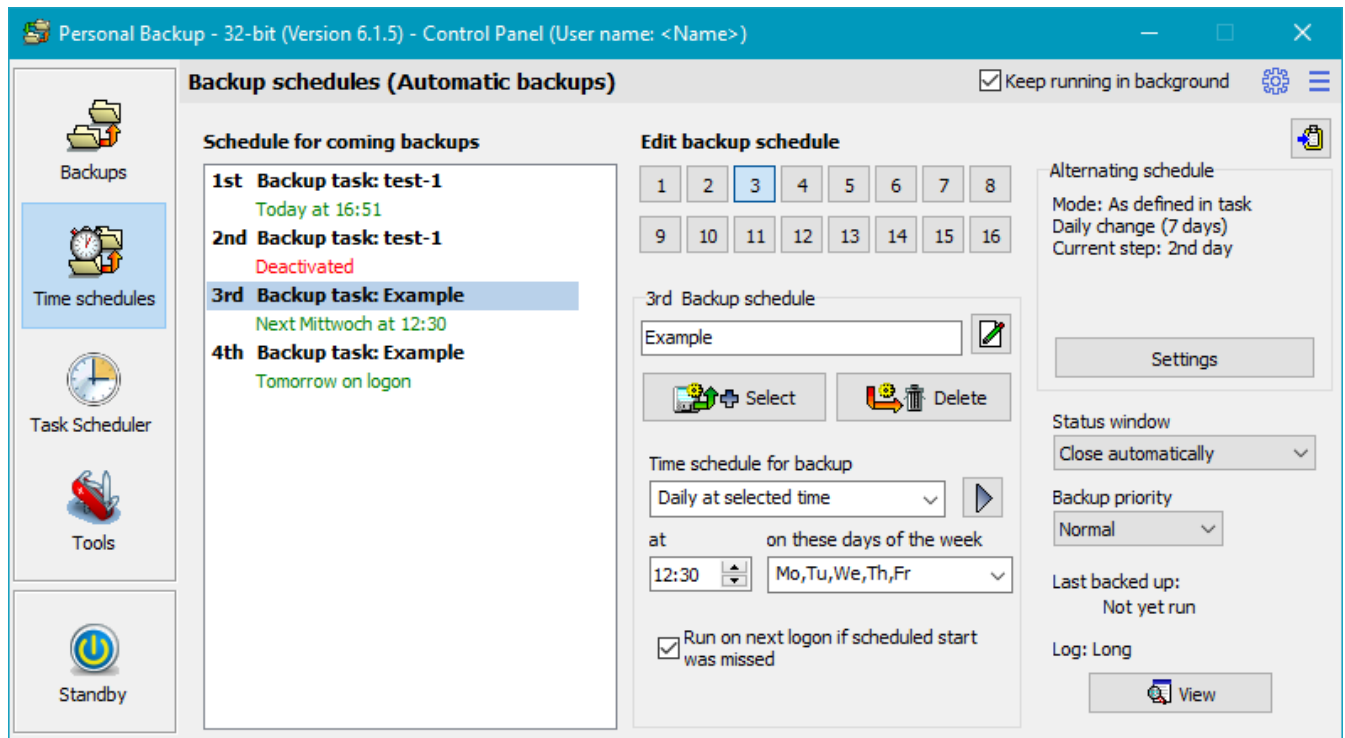 Personal Backup - 32-bit (Version 6.1.5) - Control Panel (User name: <Name>)
Backup schedules (Automatic backups)
Keep running in background
Backups
Time schedules
Task Scheduler
Tools
Standby
Schedule for coming backups
1st Backup task: test-1
Today at 16:51
2nd Backup task: test-1
Deactivated
3rd Backup task: Example
Next Mittwoch at 12:30
4th Backup task: Example
Tomorrow on logon
Edit backup schedule
1 2 3 4 5 6 7 8
9 10 11 12 13 14 15 16
3rd Backup schedule
Example
Select Delete
Time schedule for backup
Daily at selected time
at on these days of the week
12:30 Mo,Tu,We,Th,Fr
Run on next logon if scheduled start
was missed
Alternating schedule
Mode: As defined in task
Daily change (7 days)
Current step: 2nd day
Settings
Status window
Close automatically
Backup priority
Normal
Last backed up:
Not yet run
Log: Long
View